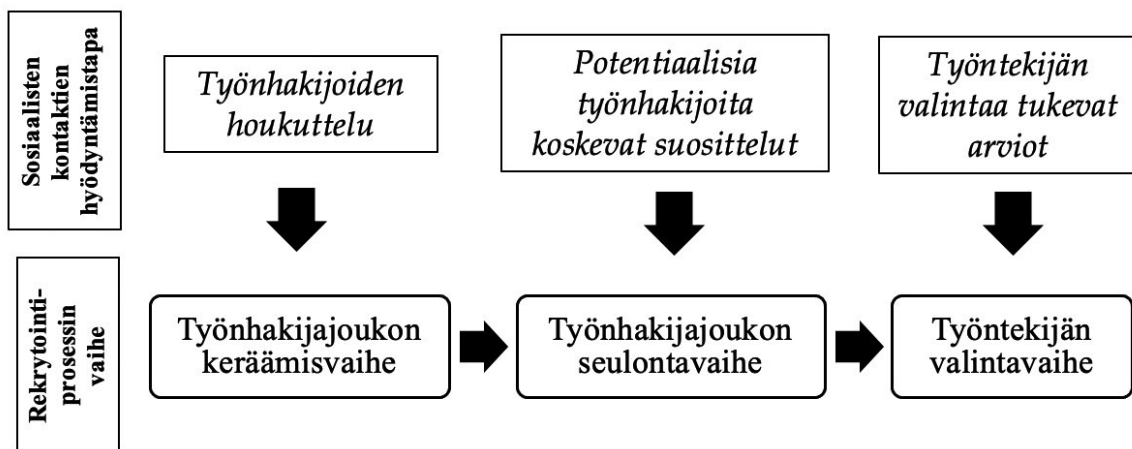 Sosiaalisten
kontaktien
hyödyntämistapa
Työnhakijoiden
houkuttelu
Potentiaalisia
työnhakijoita
koskevat suosittelut
Työntekijän
valintaa tukevat
arviot
Rekrytointi-
prosessin
vaihe
Työnhakijajoukon
keräämisvaihe
Työnhakijajoukon
seulontavaihe
Työntekijän
valintavaihe